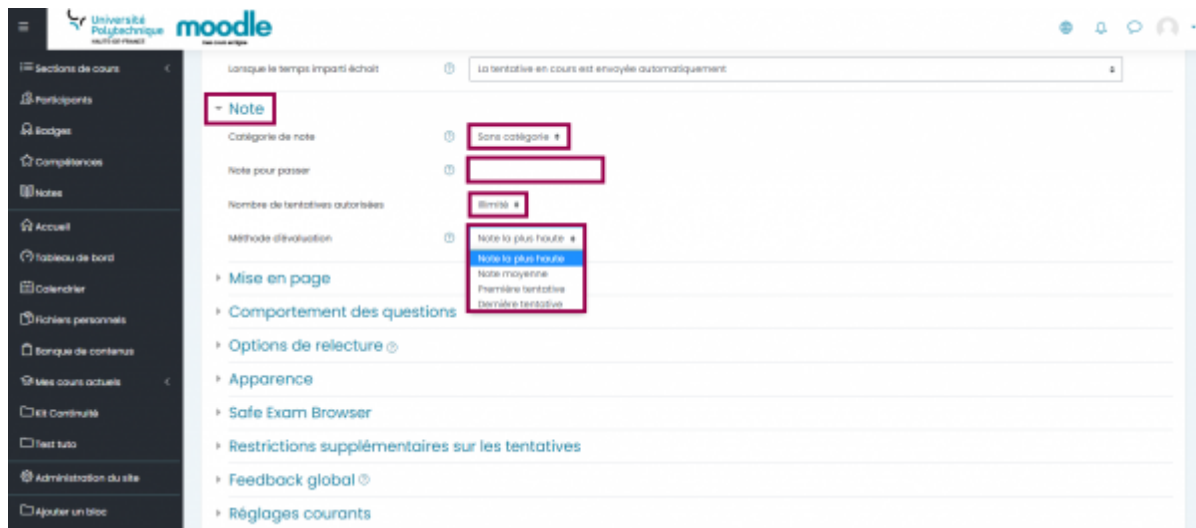 Université
Polytechnique
HAUTS-DE-FRANCE
moodle
Sections de cours
Participants
Badges
Compétences
Notes
Accueil
Tableau de bord
Calendrier
Fichiers personnels
Banque de contenus
Mes cours actuels
Kit Continuité
Test tuto
Administration du site
Ajouter un bloc
Lorsque le temps imparti échoit
La tentative en cours est envoyée automatiquement
Note
Catégorie de note
Sans catégorie
Note pour passer
Nombre de tentatives autorisées
Illimité
Méthode d'évaluation
Note la plus haute
Note la plus haute
Note moyenne
Première tentative
Dernière tentative
Mise en page
Comportement des questions
Options de relecture
Apparence
Safe Exam Browser
Restrictions supplémentaires sur les tentatives
Feedback global
Réglages courants